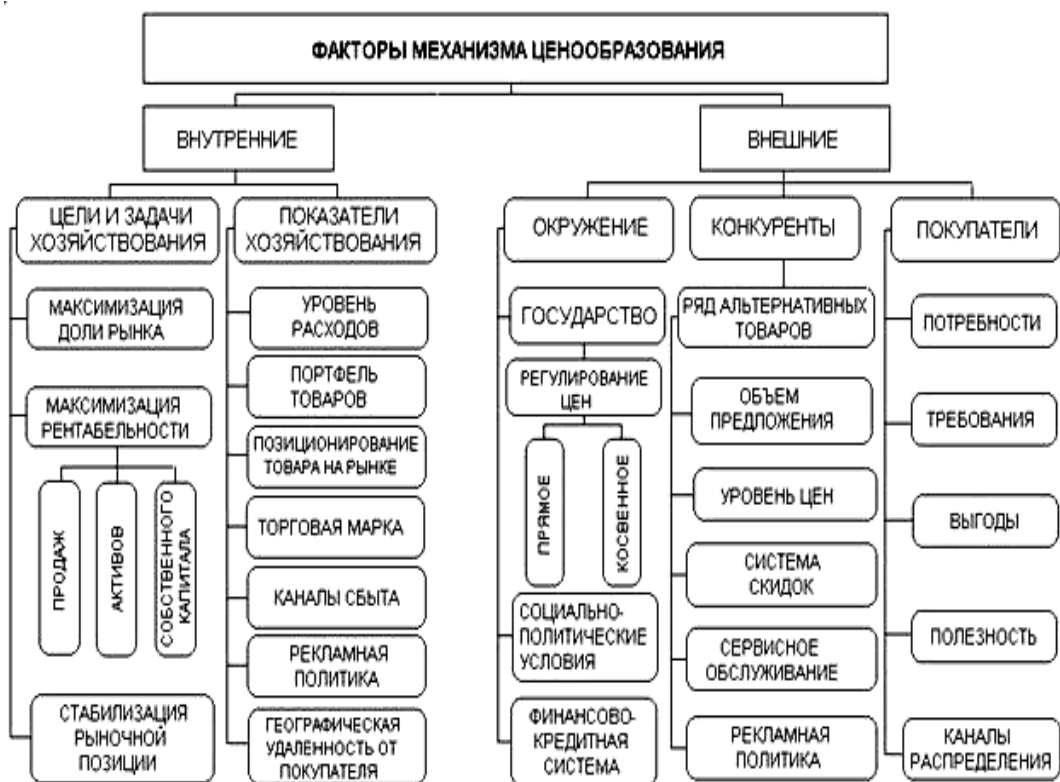 ФАКТОРЫ МЕХАНИЗМА ЦЕНООБРАЗОВАНИЯ
ВНУТРЕННИЕ
ВНЕШНИЕ
ЦЕЛИ И ЗАДАЧИ
ХОЗЯЙСТВОВАНИЯ
МАКСИМИЗАЦИЯ
ДОЛИ РЫНКА
МАКСИМИЗАЦИЯ
РЕНТАБЕЛЬНОСТИ
ПРОДАЖ
АКТИВОВ
СОБСТВЕННОГО
КАПИТАЛА
СТАБИЛИЗАЦИЯ
РЫНОЧНОЙ
ПОЗИЦИИ
ПОКАЗАТЕЛИ
ХОЗЯЙСТВОВАНИЯ
УРОВЕНЬ
РАСХОДОВ
ПОРТФЕЛЬ
ТОВАРОВ
ПОЗИЦИОНИРОВАНИЕ
ТОВАРА НА РЫНКЕ
ТОРГОВАЯ МАРКА
КАНАЛЫ СБЫТА
РЕКЛАМНАЯ
ПОЛИТИКА
ГЕОГРАФИЧЕСКАЯ
УДАЛЕННОСТЬ ОТ
ПОКУПАТЕЛЯ
ОКРУЖЕНИЕ
ГОСУДАРСТВО
РЕГУЛИРОВАНИЕ
ЦЕН
ПРЯМОЕ
КОСВЕННОЕ
СОЦИАЛЬНО-
ПОЛИТИЧЕСКИЕ
УСЛОВИЯ
ФИНАНСОВО-
КРЕДИТНАЯ
СИСТЕМА
КОНКУРЕНТЫ
РЯД АЛЬТЕРНАТИВНЫХ
ТОВАРОВ
ОБЪЕМ
ПРЕДЛОЖЕНИЯ
УРОВЕНЬ ЦЕН
СИСТЕМА
СКИДОК
СЕРВИСНОЕ
ОБСЛУЖИВАНИЕ
РЕКЛАМНАЯ
ПОЛИТИКА
ПОКУПАТЕЛИ
ПОТРЕБНОСТИ
ТРЕБОВАНИЯ
ВЫГОДЫ
ПОЛЕЗНОСТЬ
КАНАЛЫ
РАСПРЕДЕЛЕНИЯ